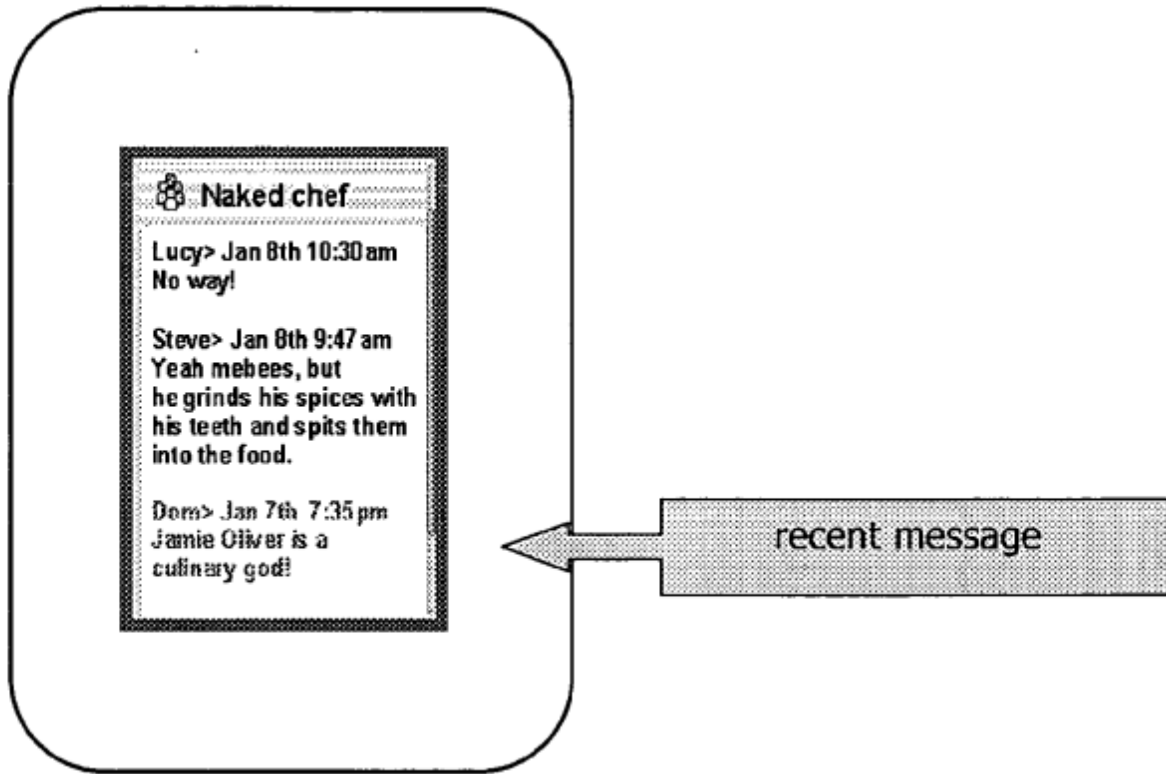 Naked chef
Lucy> Jan 8th 10:30 am
No way!
Steve> Jan 8th 9:47 am
Yeah mebees, but
he grinds his spices with
his teeth and spits them
into the food.
Dom> Jan 7th 7:35 pm
Jamie Oliver is a
culinary god!
recent message